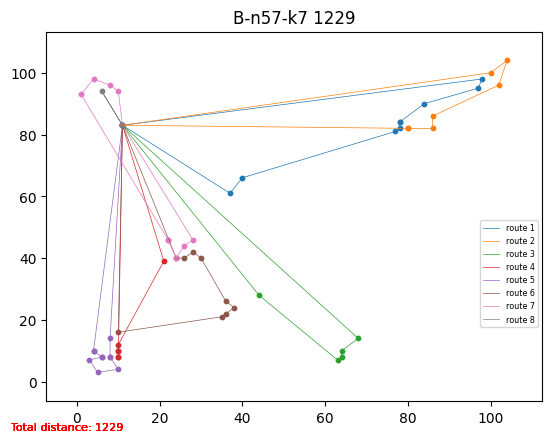 B-n57-k7 1229
100
80
60
40
20
0
0
20
40
60
80
100
route 1
route 2
route 3
route 4
route 5
route 6
route 7
route 8
Total distance: 1229